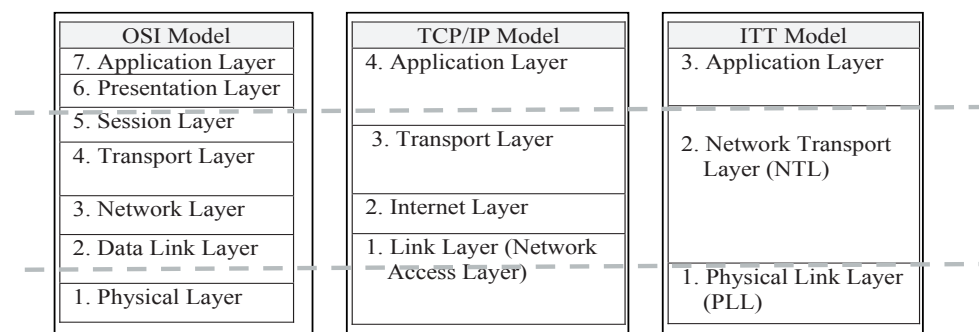 OSI Model
7. Application Layer
6. Presentation Layer
5. Session Layer
4. Transport Layer
3. Network Layer
2. Data Link Layer
1. Physical Layer
TCP/IP Model
4. Application Layer
3. Transport Layer
2. Internet Layer
1. Link Layer (Network
Access Layer)
ITT Model
3. Application Layer
2. Network Transport
Layer (NTL)
1. Physical Link Layer
(PLL)